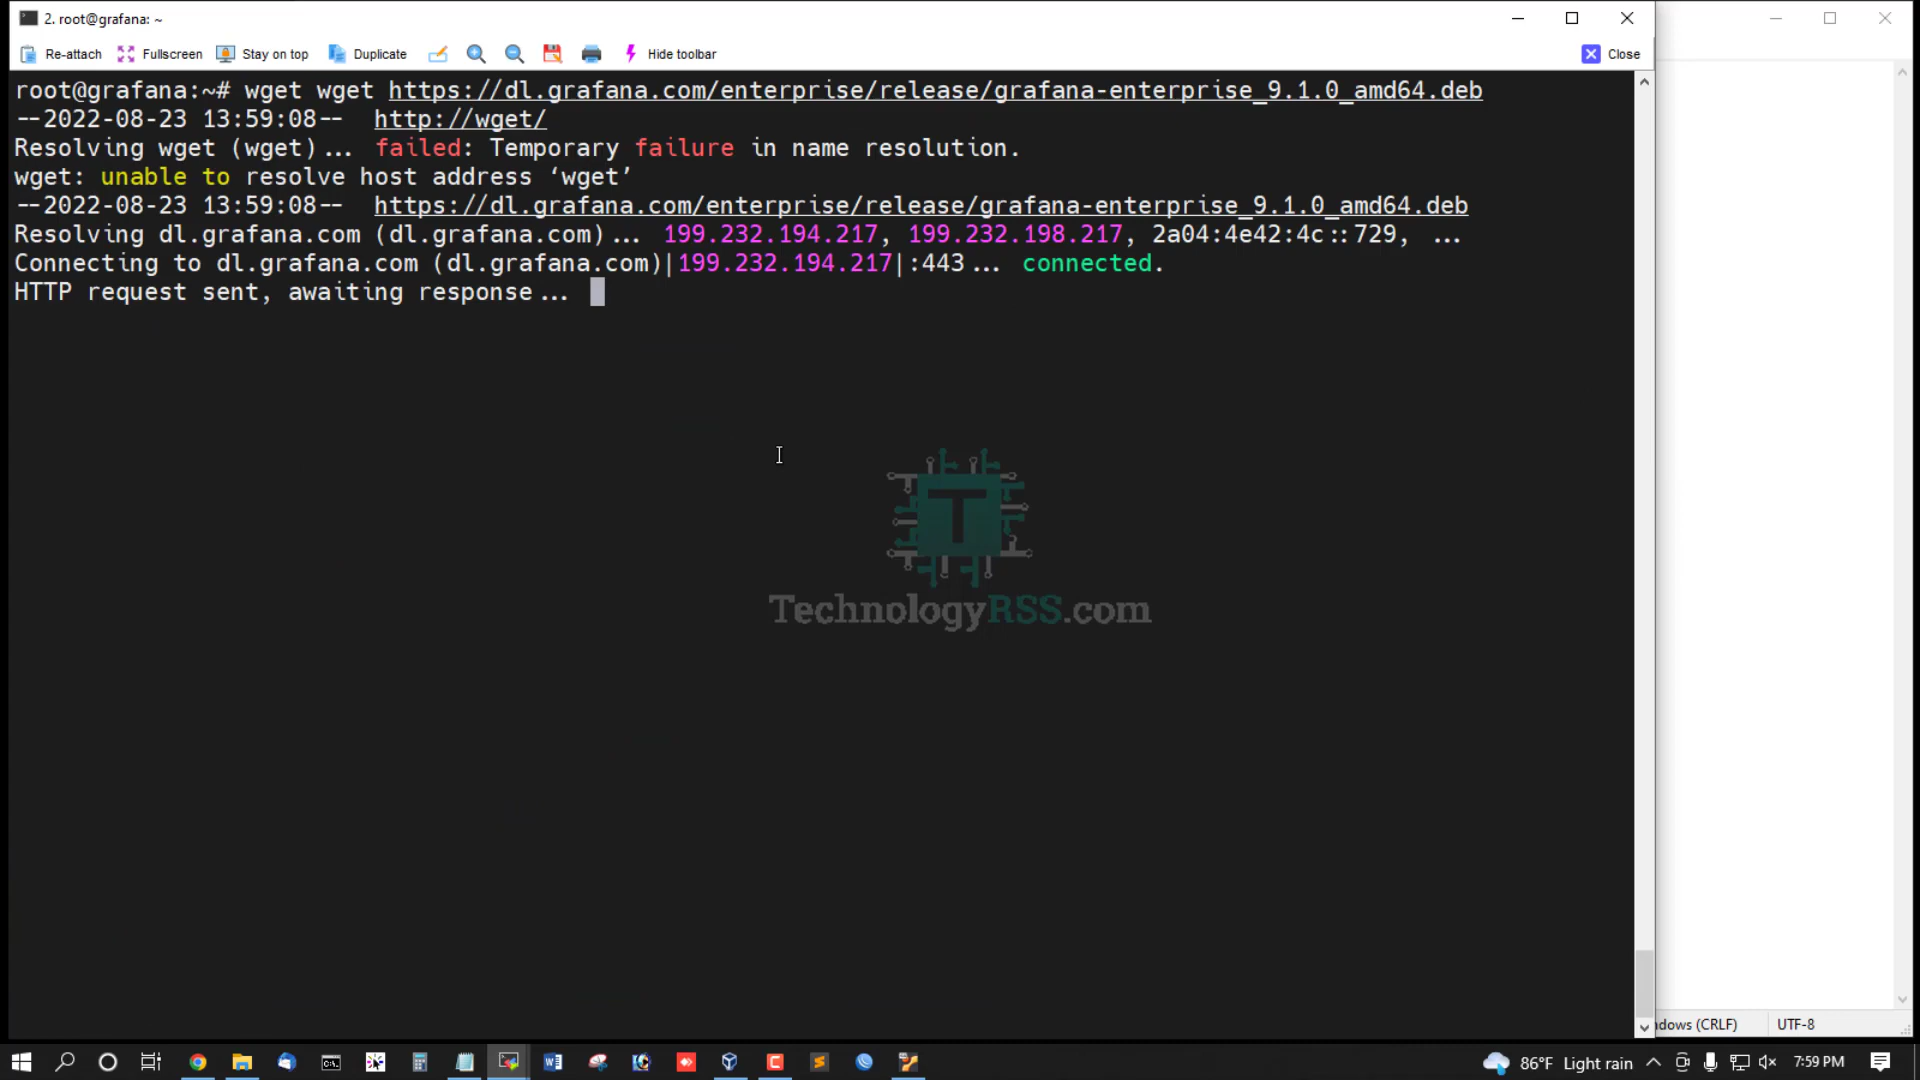 2. root@grafana: ~
Re-attach Fullscreen Stay on top Duplicate Hide toolbar Close
root@grafana:~# wget wget https://dl.grafana.com/enterprise/release/grafana-enterprise_9.1.0_amd64.deb
--2022-08-23 13:59:08-- http://wget/
Resolving wget (wget)... failed: Temporary failure in name resolution.
wget: unable to resolve host address ‘wget’
--2022-08-23 13:59:08-- https://dl.grafana.com/enterprise/release/grafana-enterprise_9.1.0_amd64.deb
Resolving dl.grafana.com (dl.grafana.com)... 199.232.194.217, 199.232.198.217, 2a04:4e42:4c::729, ...
Connecting to dl.grafana.com (dl.grafana.com)|199.232.194.217|:443... connected.
HTTP request sent, awaiting response...
T
TechnologyRSS.com
(CRLF) UTF-8
86°F Light rain 7:59 PM